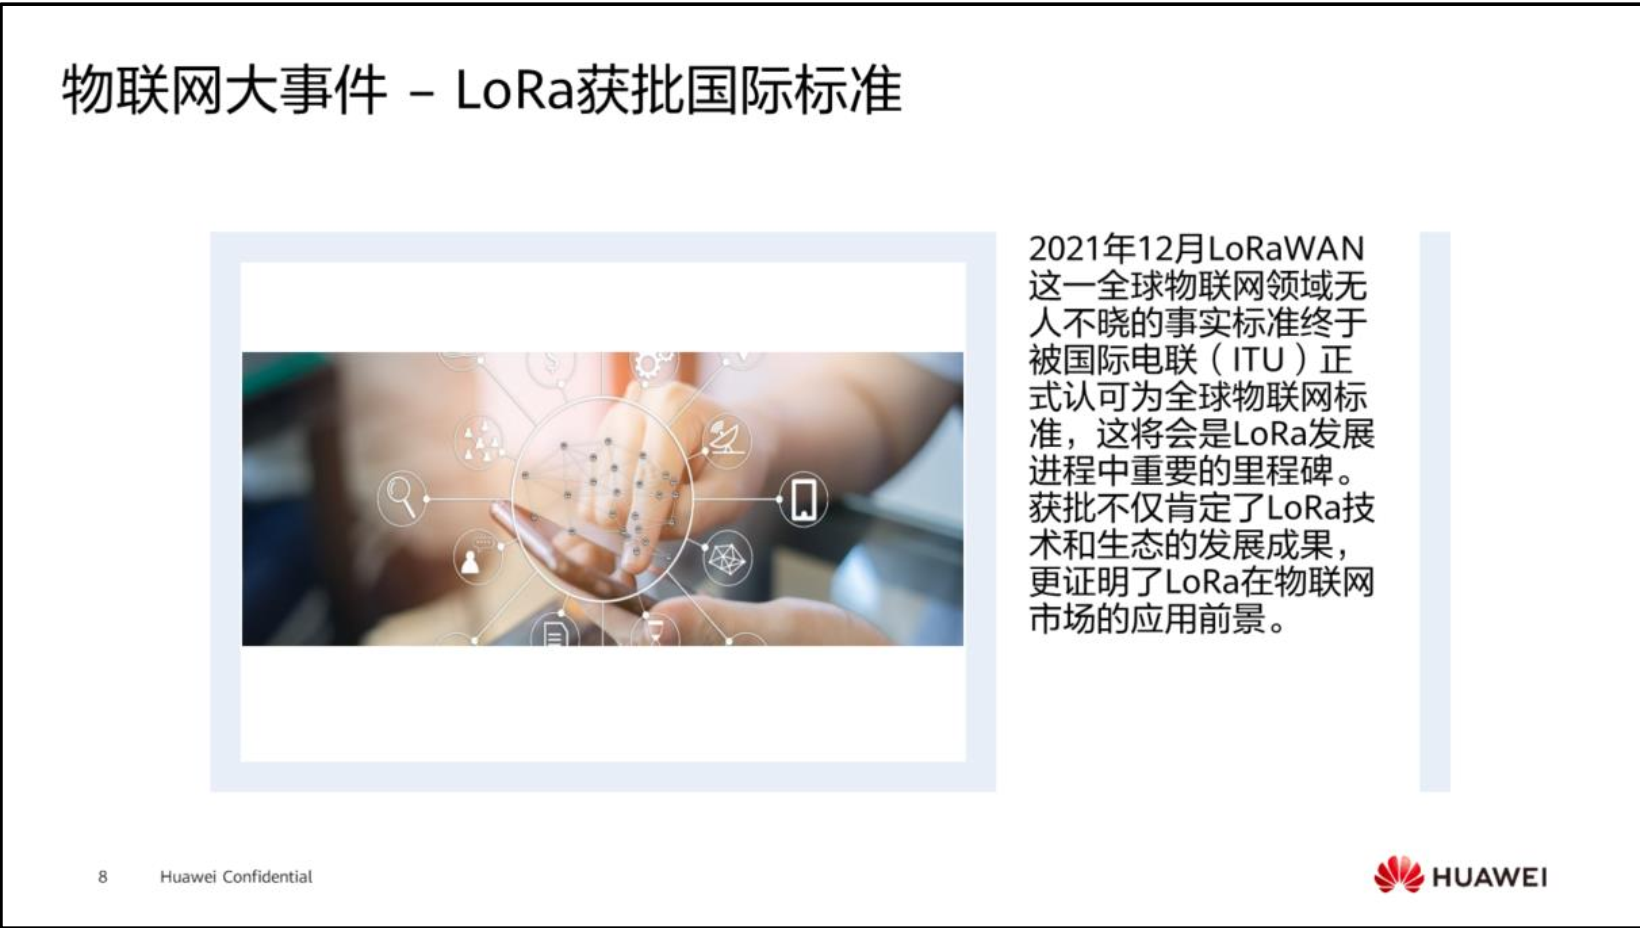 物联网大事件 – LoRa获批国际标准
2021年12月LoRaWAN
这一全球物联网领域无
人不晓的事实标准终于
被国际电联（ITU）正
式认可为全球物联网标
准，这将会是LoRa发展
进程中重要的里程碑。
获批不仅肯定了LoRa技
术和生态的发展成果，
更证明了LoRa在物联网
市场的应用前景。
8
Huawei Confidential
HUAWEI